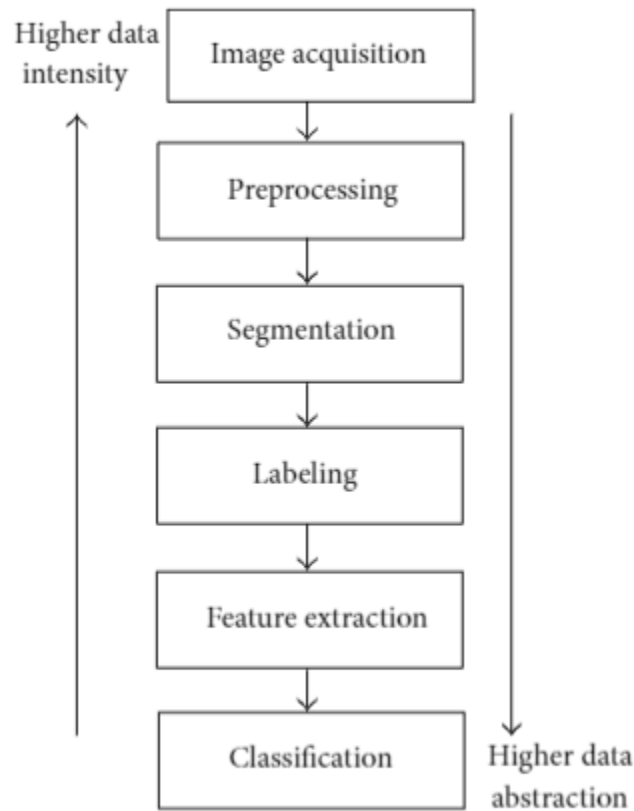 Higher data
intensity
Image acquisition
Preprocessing
Segmentation
Labeling
Feature extraction
Classification
Higher data
abstraction